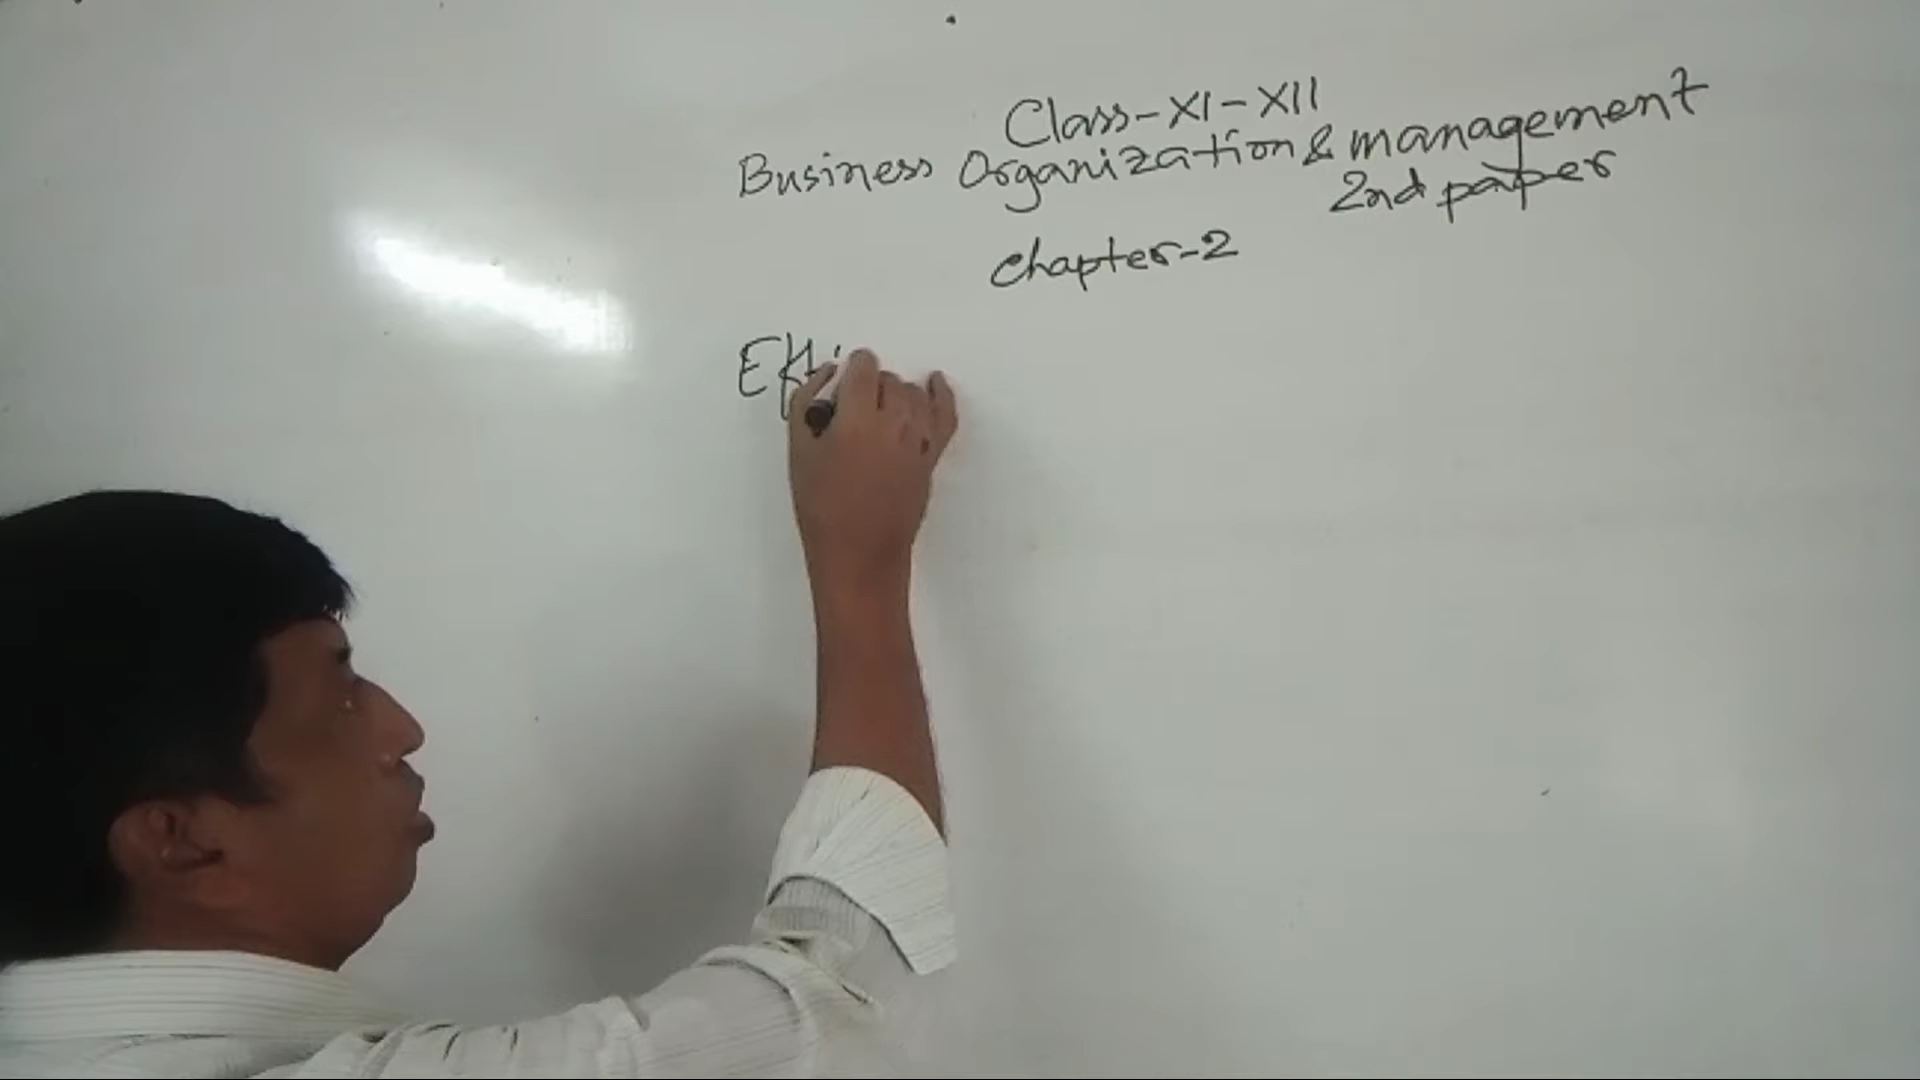 Class-XI-XII
Business Organization & management
2nd paper
chapter-2